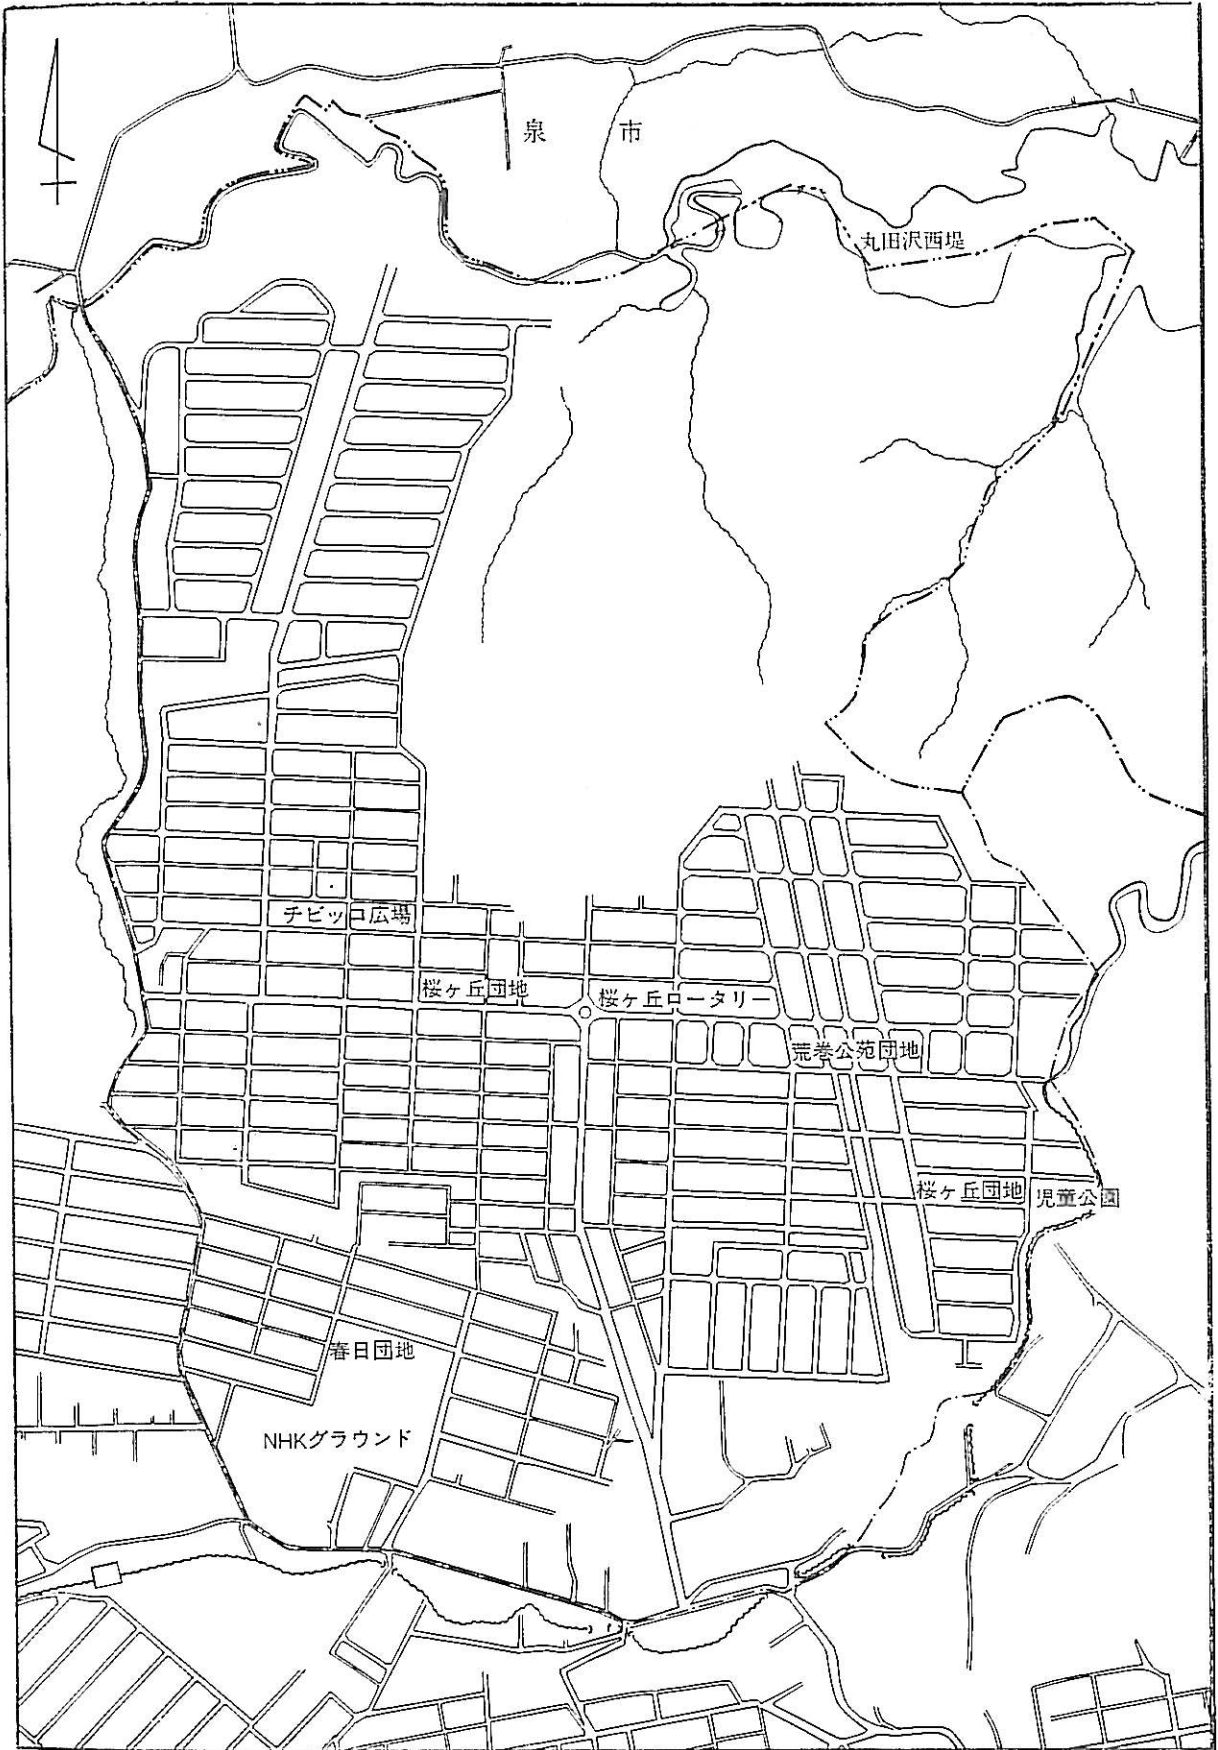 泉市
丸田沢西堤
チビッコ広場
桜ヶ丘団地
桜ヶ丘ロータリー
荒巻公苑団地
桜ヶ丘団地
児童公園
春日団地
NHKグラウンド